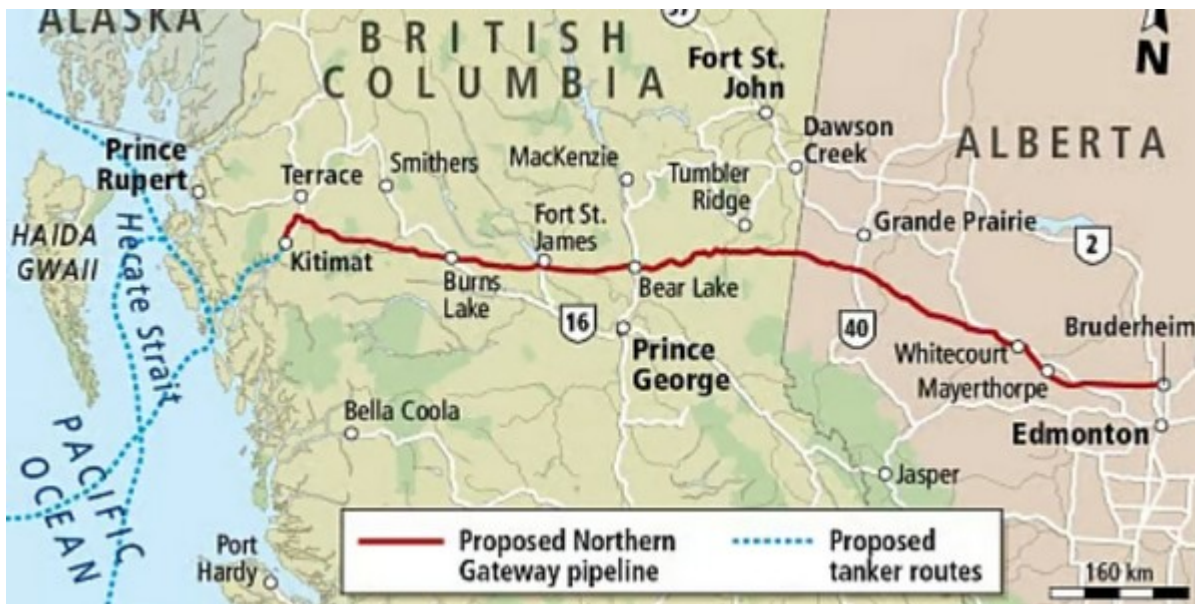 ALASKA
BRITISH
COLUMBIA
Fort St.
John
N
ALBERTA
Dawson
Creek
Prince
Rupert
Terrace
Smithers
MacKenzie
Tumbler
Ridge
Fort St.
James
Grande Prairie
2
HAIDA
GWAII
Hecate Strait
Kitimat
Burns
Lake
Bear Lake
16
40
Bruderheim
Prince
George
Whitecourt
Mayerthorpe
Bella Coola
Edmonton
PACIFIC
OCEAN
Jasper
Port
Hardy
Proposed Northern
Gateway pipeline
Proposed
tanker routes
160 km